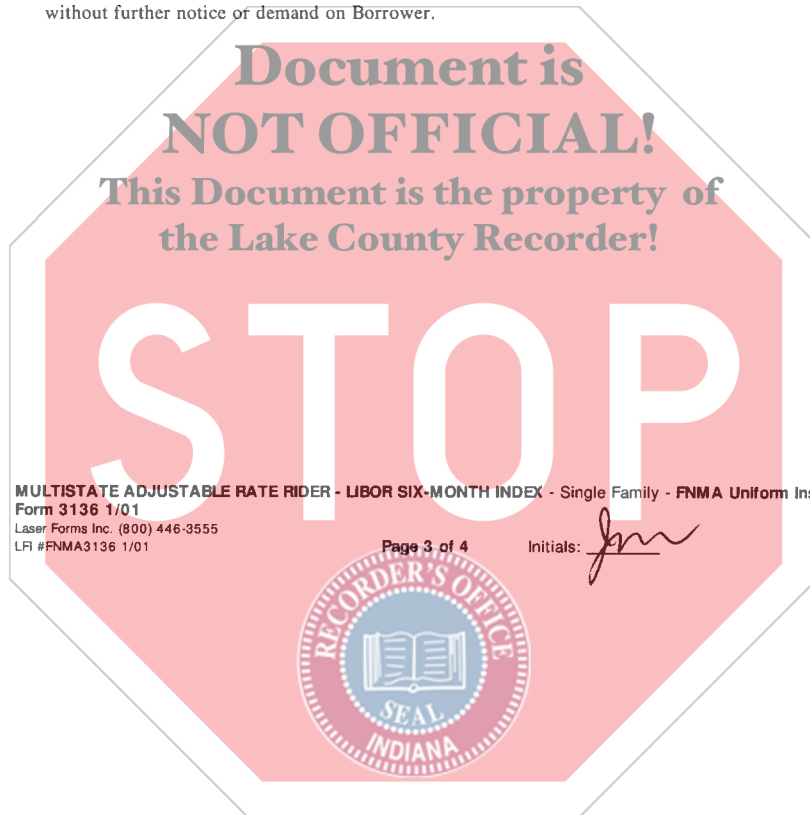 without further notice or demand on Borrower.
Document is
NOT OFFICIAL!
This Document is the property of
the Lake County Recorder!
STOP
MULTISTATE ADJUSTABLE RATE RIDER - LIBOR SIX-MONTH INDEX - Single Family - FNMA Uniform Ins
Form 3136 1/01
Laser Forms Inc. (800) 446-3555
LFI #FNMA3136 1/01
Page 3 of 4
Initials:
RECORDER'S OFFICE
SEAL
INDIANA